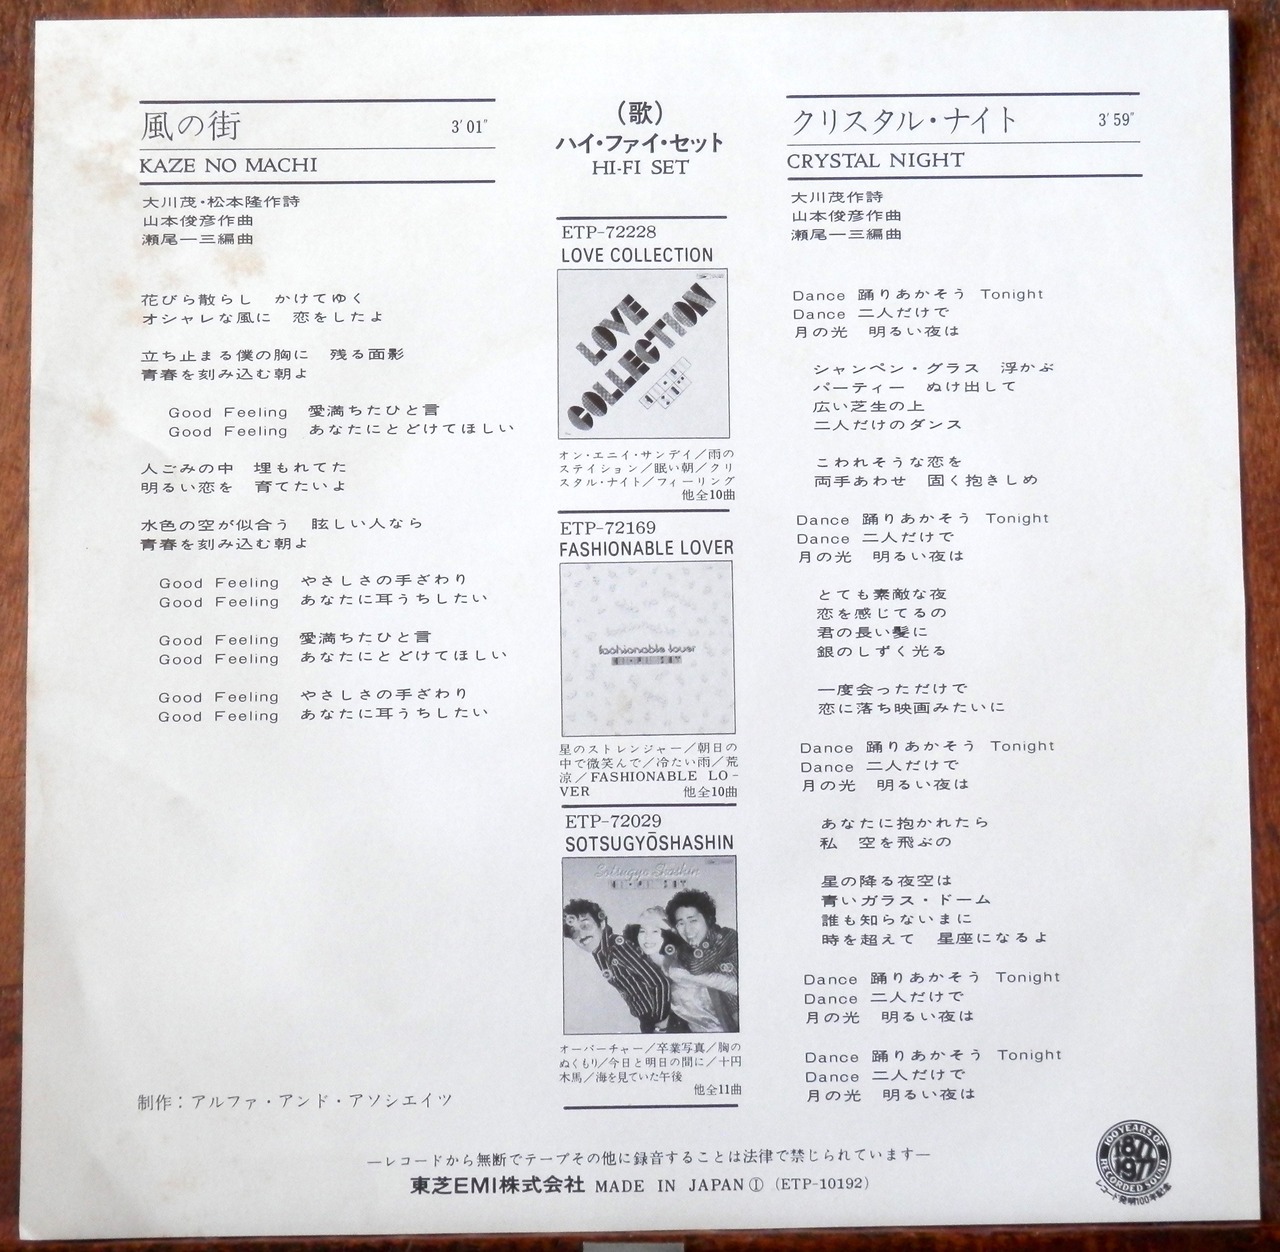 風の街 3'01"
KAZE NO MACHI
大川茂・松本隆作詩
山本俊彦作曲
瀬尾一三編曲
花びら散らし　かけてゆく
オシャレな風に　恋をしたよ
立ち止まる僕の胸に　残る面影
青春を刻み込む朝よ
Good Feeling　愛満ちたひと言
Good Feeling　あなたにとどけてほしい
人ごみの中　埋もれてた
明るい恋を　育てたいよ
水色の空が似合う　眩しい人なら
青春を刻み込む朝よ
Good Feeling　やさしさの手ざわり
Good Feeling　あなたに耳うちしたい
Good Feeling　愛満ちたひと言
Good Feeling　あなたにとどけてほしい
Good Feeling　やさしさの手ざわり
Good Feeling　あなたに耳うちしたい
制作：アルファ・アンド・アソシエイツ
(歌)
ハイ・ファイ・セット
HI-FI SET
ETP-72228
LOVE COLLECTION
LOVE
COLLECTION
オン・エニイ・サンデイ／雨の
ステイション／眠い朝／クリ
スタル・ナイト／フィーリング
他全10曲
ETP-72169
FASHIONABLE LOVER
fashionable lover
HI-FI SET
星のストレンジャー／朝日の
中で微笑んで／冷たい雨／荒
涼／FASHIONABLE LO-
VER 他全10曲
ETP-72029
SOTSUGYŌSHASHIN
Sotsugyo Shashin
HI-FI SET
オーバーチャー／卒業写真／胸の
ぬくもり／今日と明日の間に／十円
木馬／海を見ていた午後
他全11曲
クリスタル・ナイト 3'59"
CRYSTAL NIGHT
大川茂作詩
山本俊彦作曲
瀬尾一三編曲
Dance 踊りあかそう Tonight
Dance 二人だけで
月の光　明るい夜は
シャンペン・グラス　浮かぶ
パーティー　ぬけ出して
広い芝生の上
二人だけのダンス
こわれそうな恋を
両手あわせ　固く抱きしめ
Dance 踊りあかそう Tonight
Dance 二人だけで
月の光　明るい夜は
とても素敵な夜
恋を感じてるの
君の長い髪に
銀のしずく光る
一度会っただけで
恋に落ち映画みたいに
Dance 踊りあかそう Tonight
Dance 二人だけで
月の光　明るい夜は
あなたに抱かれたら
私　空を飛ぶの
星の降る夜空は
青いガラス・ドーム
誰も知らないまに
時を超えて　星座になるよ
Dance 踊りあかそう Tonight
Dance 二人だけで
月の光　明るい夜は
Dance 踊りあかそう Tonight
Dance 二人だけで
月の光　明るい夜は
—レコードから無断でテープその他に録音することは法律で禁じられています—
東芝EMI株式会社 MADE IN JAPAN Ⓘ (ETP-10192)
100 YEARS OF
1877
1977
RECORDED SOUND
レコード発明100年記念